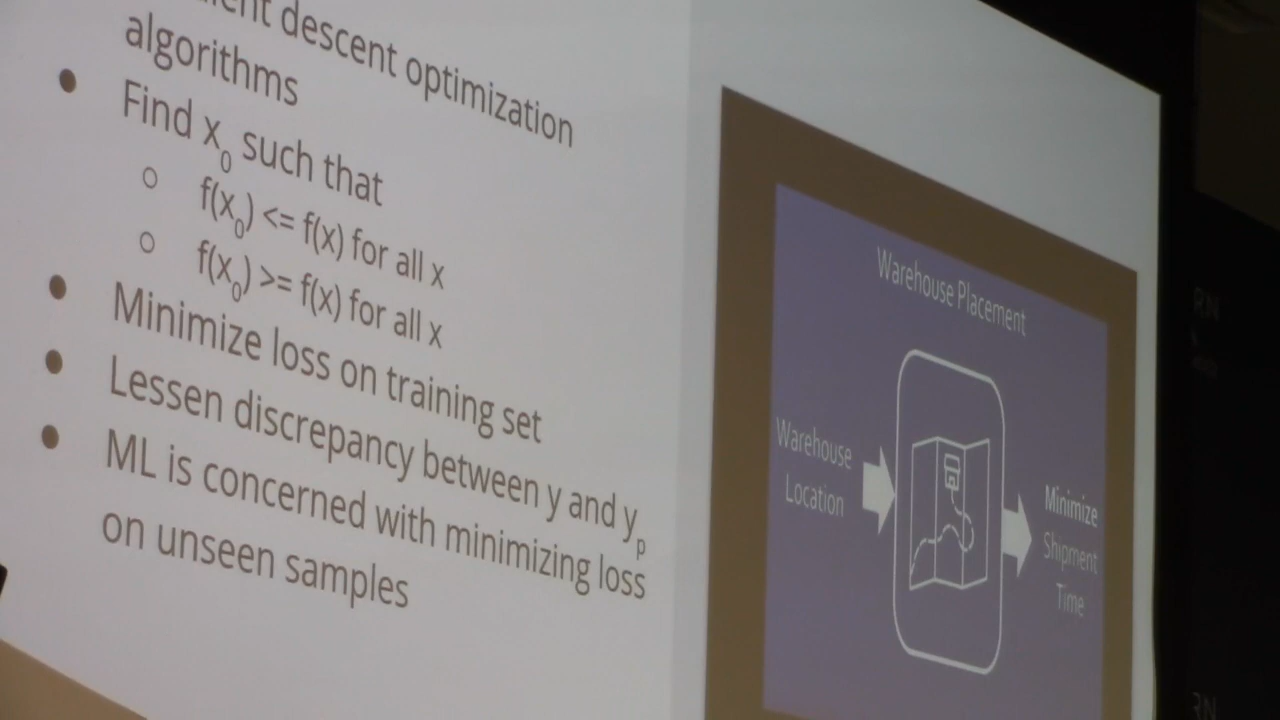 descent optimization
algorithms
Find x₀ such that
f(x₀) <= f(x) for all x
f(x₀) >= f(x) for all x
Minimize loss on training set
Lessen discrepancy between y and yₚ
ML is concerned with minimizing loss
on unseen samples
Warehouse Placement
Warehouse
Location
Minimize
Shipment
Time
RN
RN